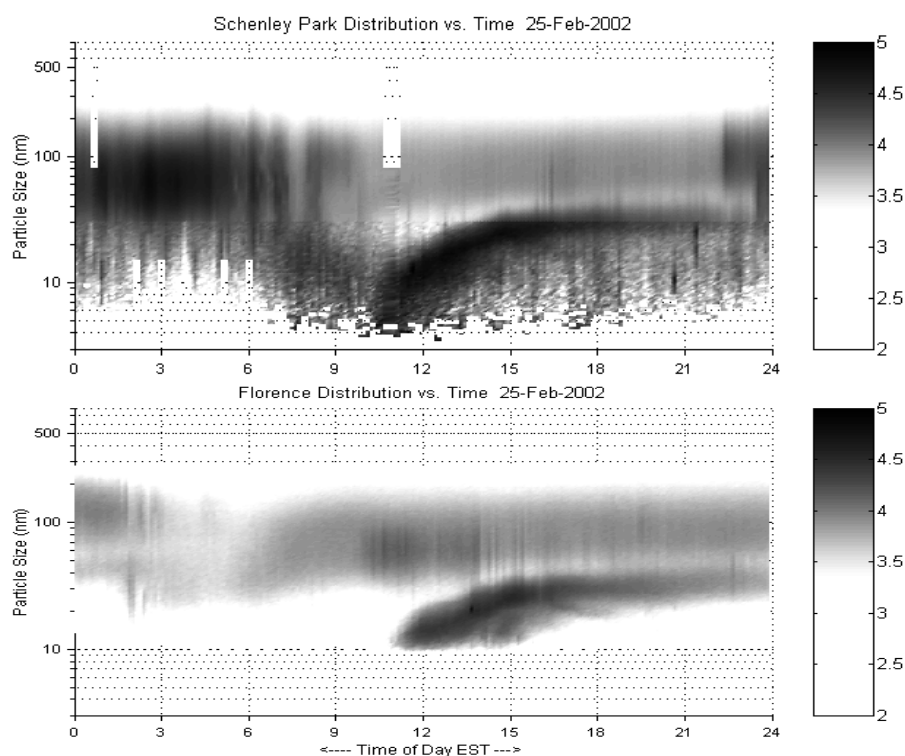 Schenley Park Distribution vs. Time 25-Feb-2002
500
100
10
Particle Size (nm)
0 3 6 9 12 15 18 21 24
5
4.5
4
3.5
3
2.5
2
Florence Distribution vs. Time 25-Feb-2002
500
100
10
Particle Size (nm)
0 3 6 9 12 15 18 21 24
<---- Time of Day EST --->
5
4.5
4
3.5
3
2.5
2